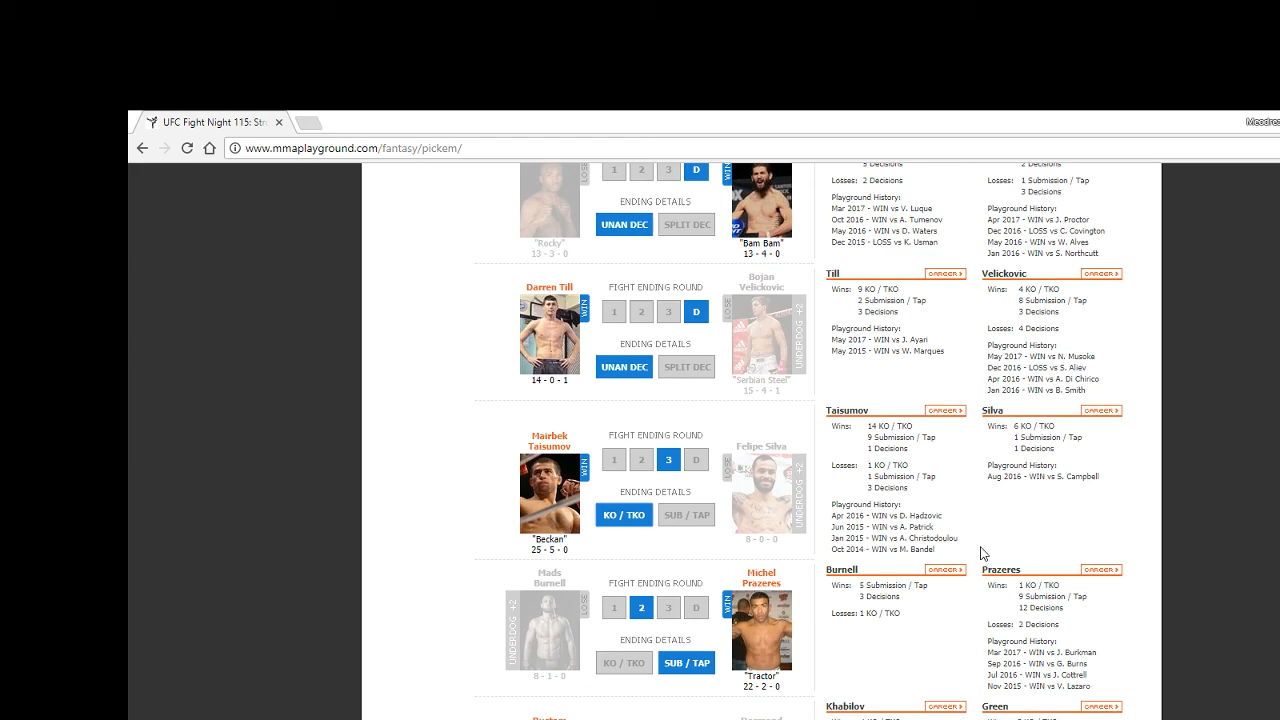 UFC Fight Night 115: Str
Meodrea
www.mmaplayground.com/fantasy/pickem/
LOSE 1 2 3 D WIN
ENDING DETAILS
UNAN DEC SPLIT DEC
"Rocky" "Bam Bam"
13 - 3 - 0 13 - 4 - 0
3 Decisions
Losses: 2 Decisions
Playground History:
Mar 2017 - WIN vs V. Luque
Oct 2016 - WIN vs A. Tumenov
May 2016 - WIN vs D. Waters
Dec 2015 - LOSS vs K. Usman
2 Decisions
Losses: 1 Submission / Tap
3 Decisions
Playground History:
Apr 2017 - WIN vs J. Proctor
Dec 2016 - LOSS vs C. Covington
May 2016 - WIN vs W. Alves
Jan 2016 - WIN vs S. Northcutt
Darren Till FIGHT ENDING ROUND Bojan
Velickovic
WIN 1 2 3 D LOSE UNDERDOG +2
ENDING DETAILS
UNAN DEC SPLIT DEC
14 - 0 - 1 "Serbian Steel"
15 - 4 - 1
Till CAREER
Wins: 9 KO / TKO
2 Submission / Tap
3 Decisions
Playground History:
May 2017 - WIN vs J. Ayari
May 2015 - WIN vs W. Marques
Velickovic CAREER
Wins: 4 KO / TKO
8 Submission / Tap
3 Decisions
Losses: 4 Decisions
Playground History:
May 2017 - WIN vs N. Musoke
Dec 2016 - LOSS vs S. Aliev
Apr 2016 - WIN vs A. Di Chirico
Jan 2016 - WIN vs B. Smith
Mairbek
Taisumov FIGHT ENDING ROUND Felipe Silva
WIN 1 2 3 D LOSE UNDERDOG +2
ENDING DETAILS
KO / TKO SUB / TAP
"Beckan" 8 - 0 - 0
25 - 5 - 0
Taisumov CAREER
Wins: 14 KO / TKO
9 Submission / Tap
1 Decisions
Losses: 1 KO / TKO
1 Submission / Tap
3 Decisions
Playground History:
Apr 2016 - WIN vs D. Hadzovic
Jun 2015 - WIN vs A. Patrick
Jan 2015 - WIN vs A. Christodoulou
Oct 2014 - WIN vs M. Bandel
Silva CAREER
Wins: 6 KO / TKO
1 Submission / Tap
1 Decisions
Playground History:
Aug 2016 - WIN vs S. Campbell
Mads
Burnell FIGHT ENDING ROUND Michel
Prazeres
UNDERDOG +2 LOSE 1 2 3 D WIN
ENDING DETAILS
KO / TKO SUB / TAP
8 - 1 - 0 "Tractor"
22 - 2 - 0
Burnell CAREER
Wins: 5 Submission / Tap
3 Decisions
Losses: 1 KO / TKO
Prazeres CAREER
Wins: 1 KO / TKO
9 Submission / Tap
12 Decisions
Losses: 2 Decisions
Playground History:
Mar 2017 - WIN vs J. Burkman
Sep 2016 - WIN vs G. Burns
Jul 2016 - WIN vs J. Cottrell
Nov 2015 - WIN vs V. Lazaro
Khabilov CAREER
Green CAREER